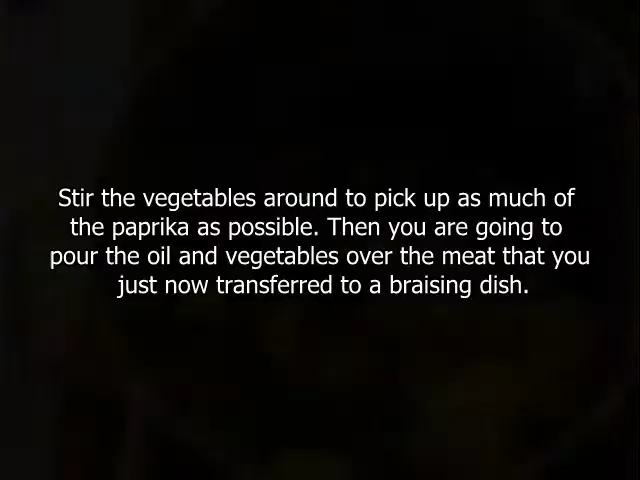 Stir the vegetables around to pick up as much of
the paprika as possible. Then you are going to
pour the oil and vegetables over the meat that you
just now transferred to a braising dish.